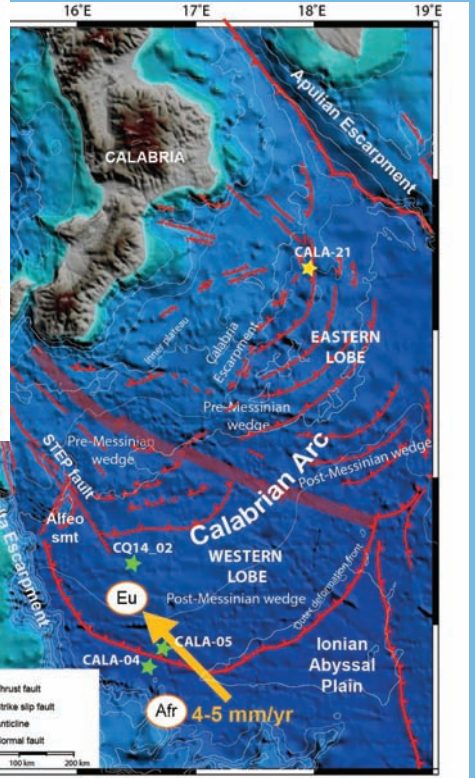 16°E
17°E
18°E
19°E
Apulian Escarpment
CALABRIA
CALA-21
Inner plateau
Calabria
Escarpment
EASTERN
LOBE
Pre-Messinian
wedge
Pre-Messinian
wedge
STEP fault
Calabrian Arc
Post-Messinian wedge
Alfeo
smt
Escarpment
CQ14_02
WESTERN
LOBE
Outer deformation front
Eu
Post-Messinian wedge
CALA-05
CALA-04
Ionian
Abyssal
Plain
Afr
4-5 mm/yr
hrust fault
trike slip fault
anticline
ormal fault
100 km
200 km